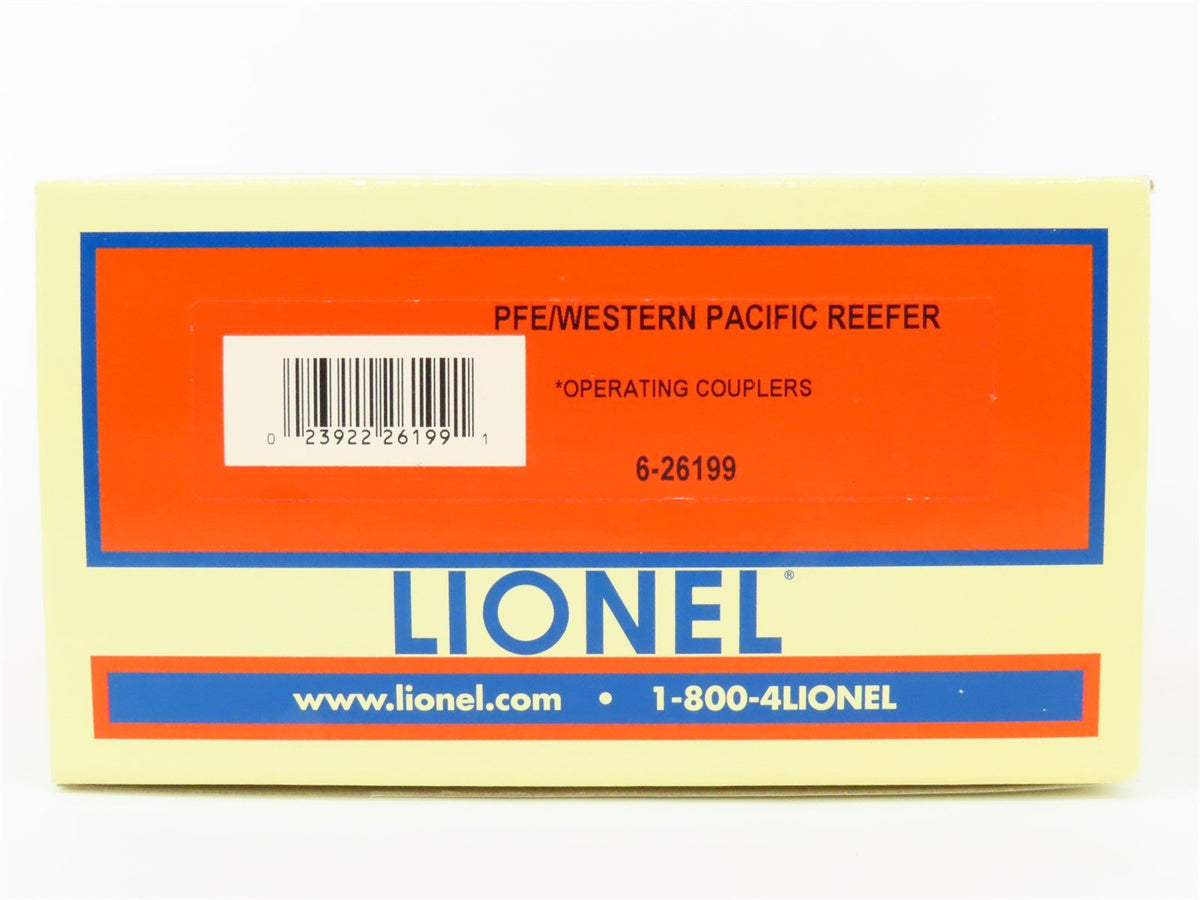 PFE/WESTERN PACIFIC REEFER
*OPERATING COUPLERS
0 23922 26199 1
6-26199
LIONEL®
www.lionel.com • 1-800-4LIONEL